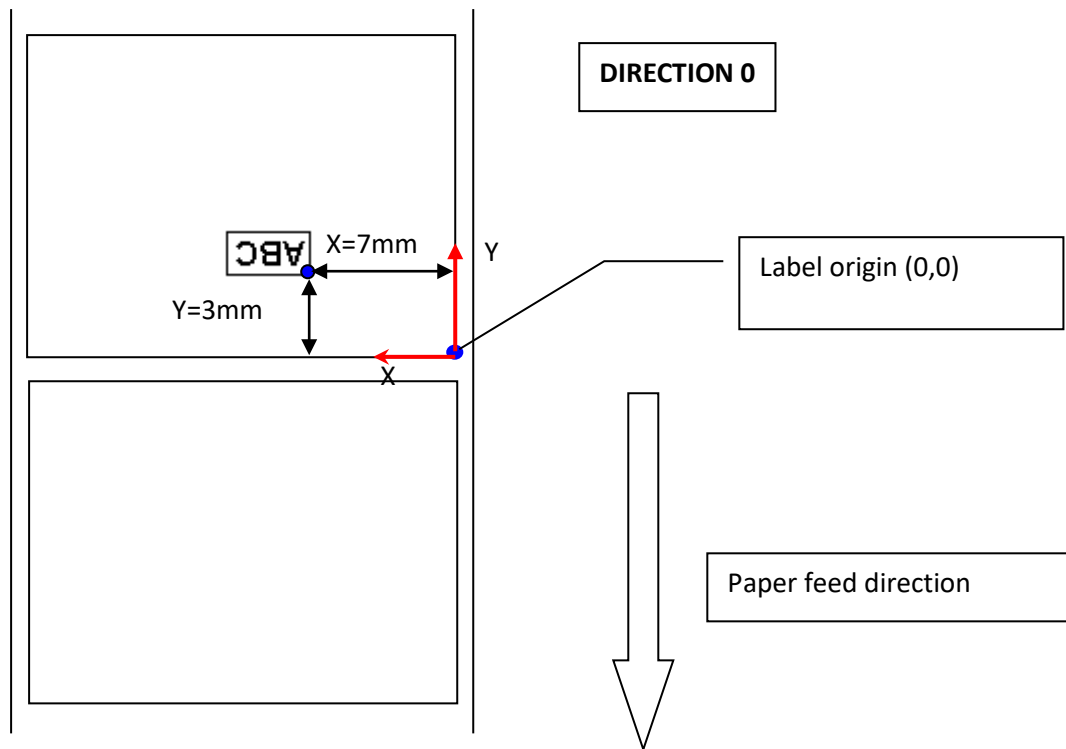 DIRECTION 0
ABC
X=7mm
Y
Label origin (0,0)
Y=3mm
X
Paper feed direction